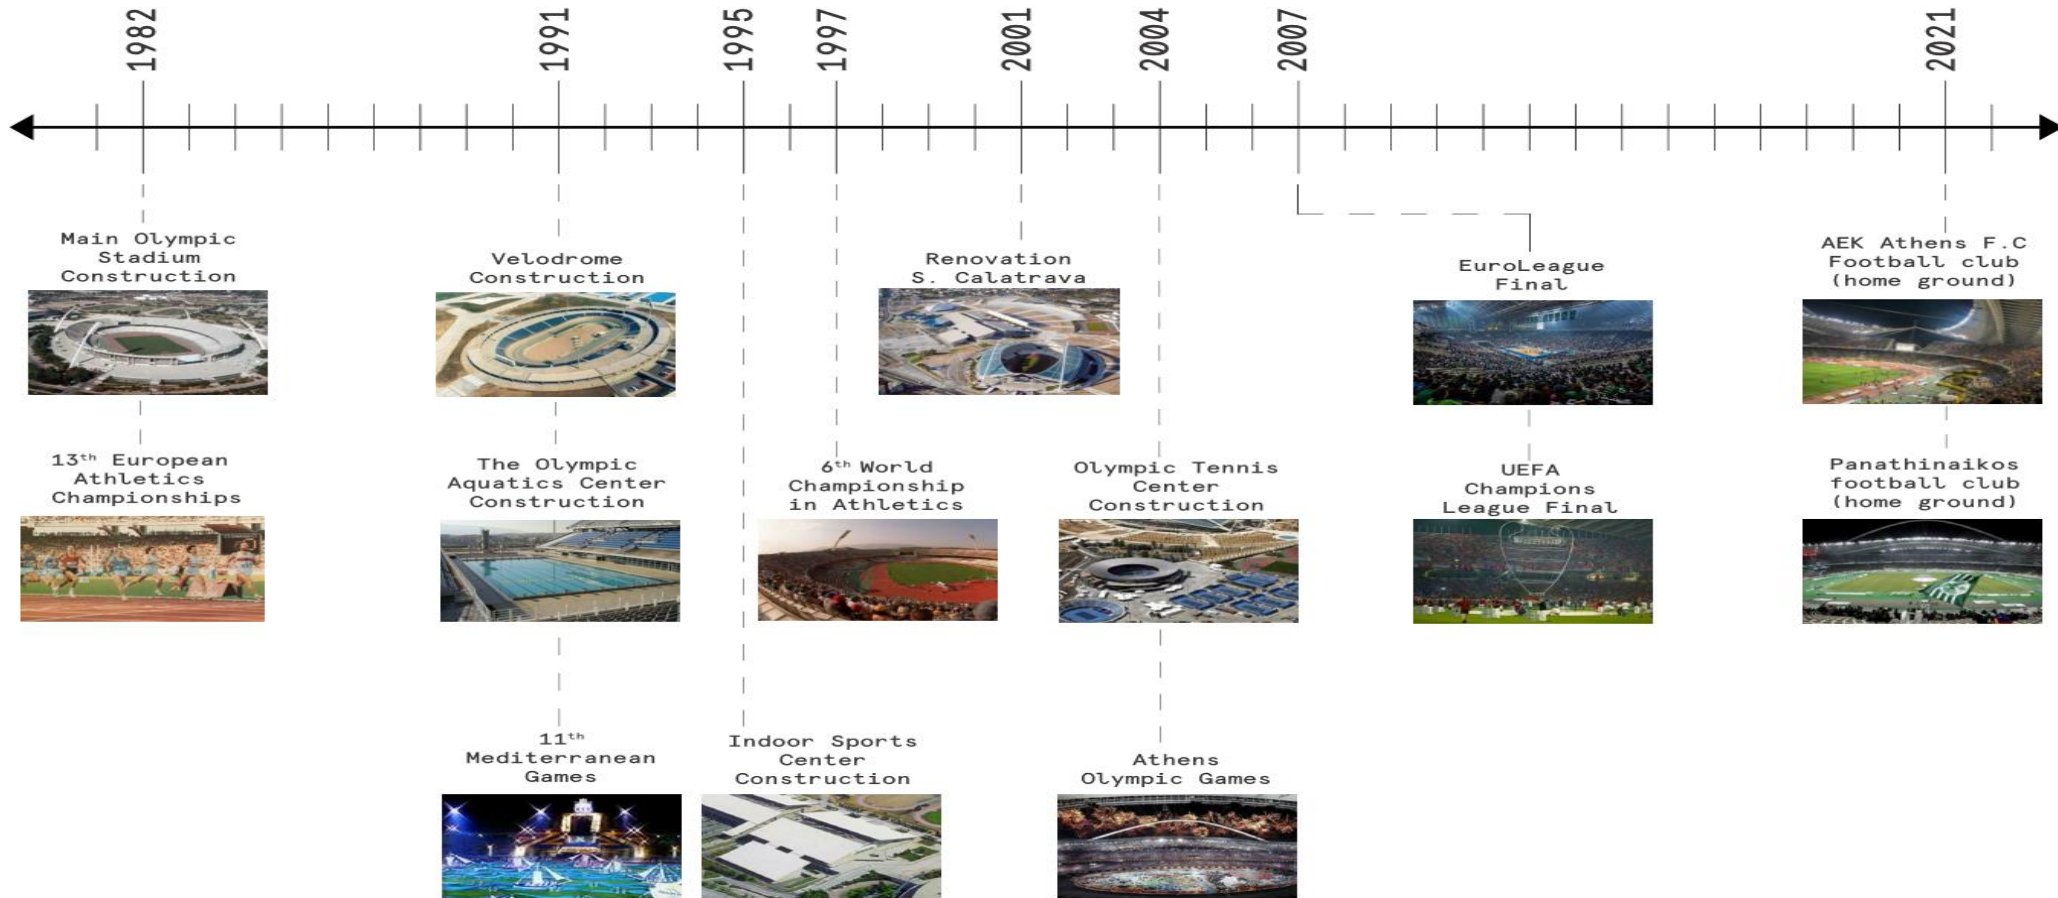 1982
1991
1995
1997
2001
2004
2007
2021
Main Olympic
Stadium
Construction
Velodrome
Construction
Renovation
S. Calatrava
EuroLeague
Final
AEK Athens F.C
Football club
(home ground)
13th European
Athletics
Championships
The Olympic
Aquatics Center
Construction
6th World
Championship
in Athletics
Olympic Tennis
Center
Construction
UEFA
Champions
League Final
Panathinaikos
football club
(home ground)
11th
Mediterranean
Games
Indoor Sports
Center
Construction
Athens
Olympic Games